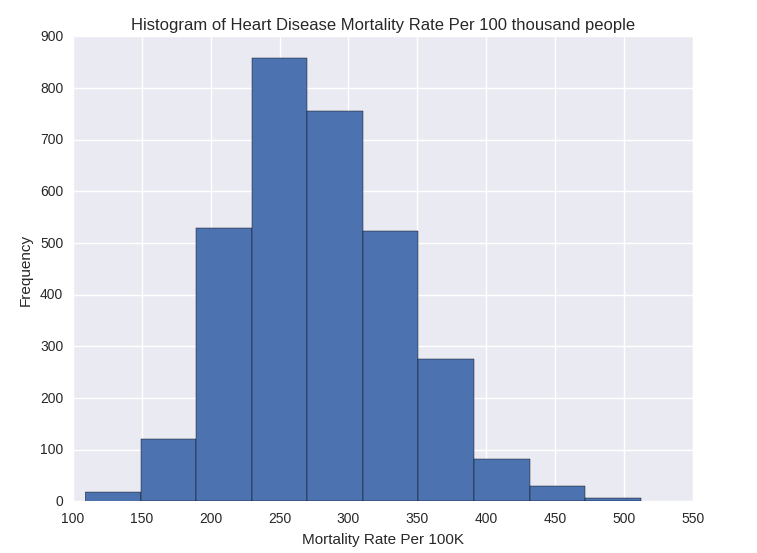 Histogram of Heart Disease Mortality Rate Per 100 thousand people
900
800
700
600
500
400
300
200
100
0
Frequency
100 150 200 250 300 350 400 450 500 550
Mortality Rate Per 100K